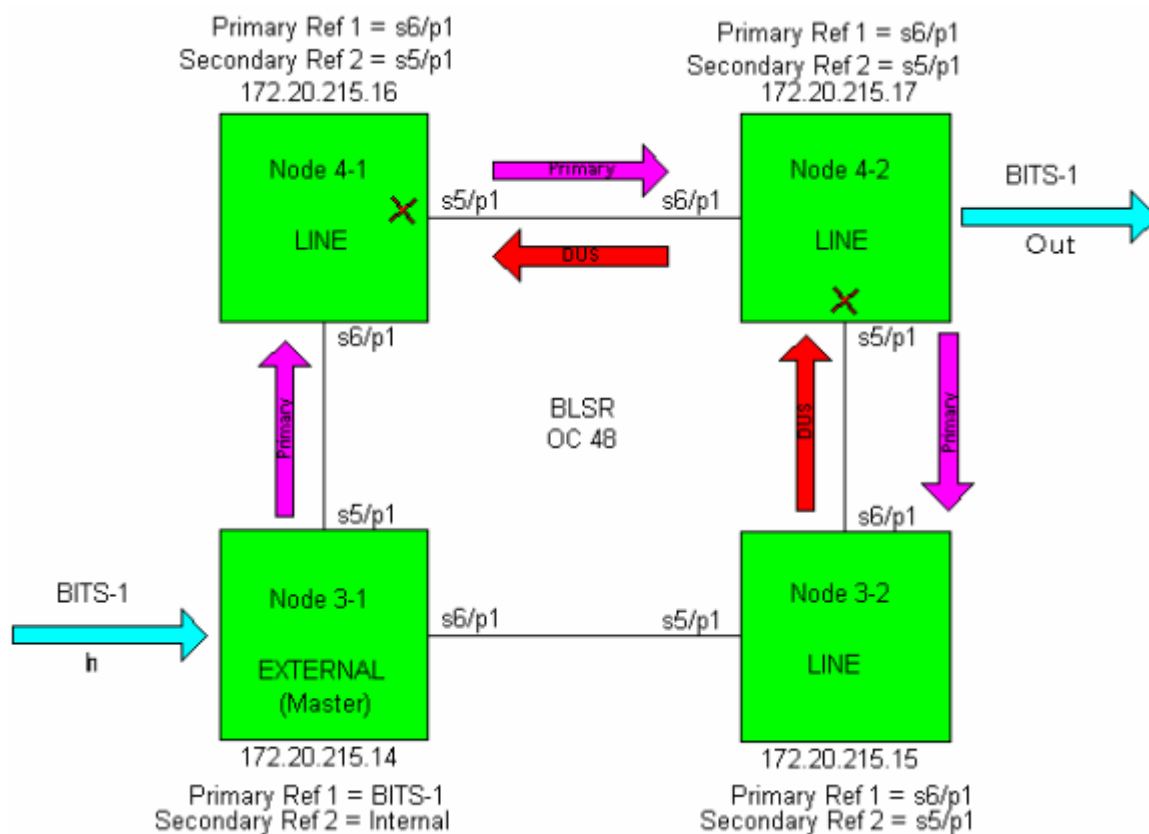 Primary Ref 1 = s6/p1
Secondary Ref 2 = s5/p1
172.20.215.16
Primary Ref 1 = s6/p1
Secondary Ref 2 = s5/p1
172.20.215.17
Node 4-1
LINE
s5/p1
Primary
s6/p1
DUS
Node 4-2
LINE
BITS-1
Out
s6/p1
s5/p1
Primary
BLSR
OC 48
DUS
Primary
s5/p1
s6/p1
BITS-1
In
Node 3-1
EXTERNAL
(Master)
s6/p1
s5/p1
Node 3-2
LINE
172.20.215.14
Primary Ref 1 = BITS-1
Secondary Ref 2 = Internal
172.20.215.15
Primary Ref 1 = s6/p1
Secondary Ref 2 = s5/p1